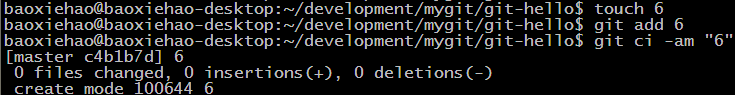 baoxiehao@baoxiehao-desktop:~/development/mygit/git-hello$ touch 6
baoxiehao@baoxiehao-desktop:~/development/mygit/git-hello$ git add 6
baoxiehao@baoxiehao-desktop:~/development/mygit/git-hello$ git ci -am "6"
[master c4b1b7d] 6
 0 files changed, 0 insertions(+), 0 deletions(-)
 create mode 100644 6